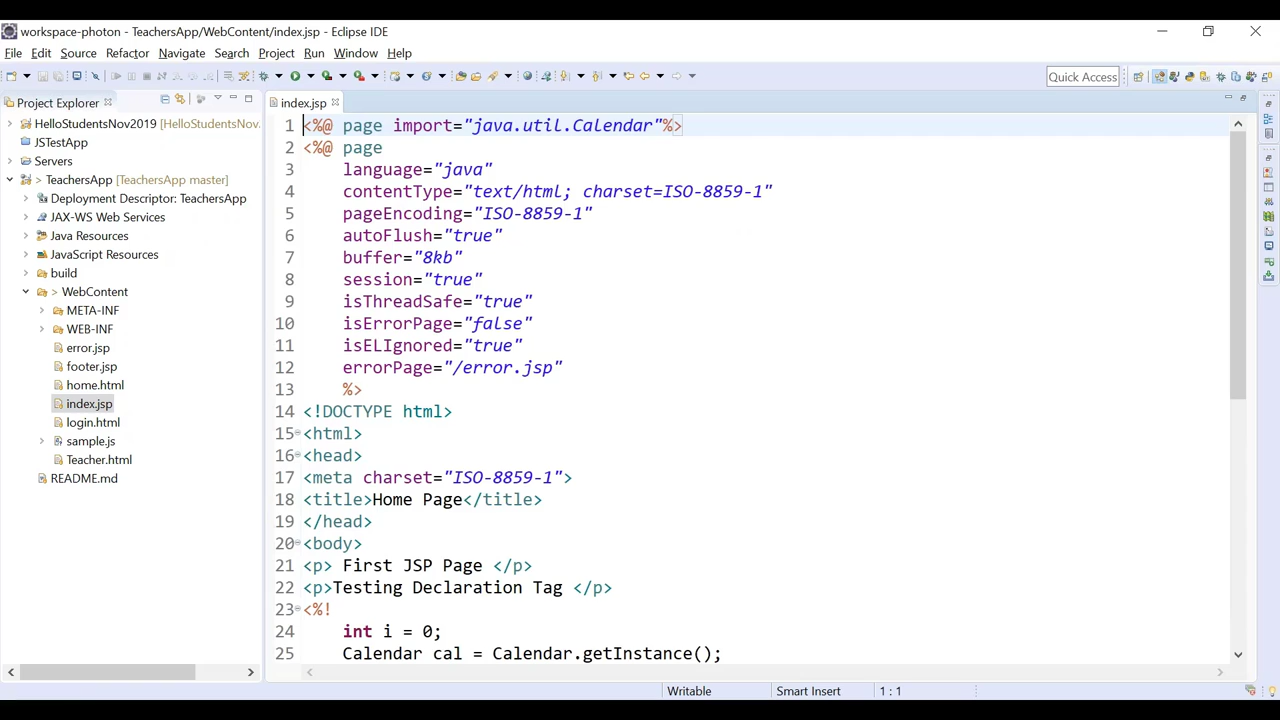 workspace-photon - TeachersApp/WebContent/index.jsp - Eclipse IDE
File Edit Source Refactor Navigate Search Project Run Window Help
Quick Access
Project Explorer
HelloStudentsNov2019 [HelloStudentsNov.
JSTestApp
Servers
> TeachersApp [TeachersApp master]
Deployment Descriptor: TeachersApp
JAX-WS Web Services
Java Resources
JavaScript Resources
build
> WebContent
META-INF
WEB-INF
error.jsp
footer.jsp
home.html
index.jsp
login.html
sample.js
Teacher.html
README.md
index.jsp
1 <%@ page import="java.util.Calendar"%>
2 <%@ page
3 language="java"
4 contentType="text/html; charset=ISO-8859-1"
5 pageEncoding="ISO-8859-1"
6 autoFlush="true"
7 buffer="8kb"
8 session="true"
9 isThreadSafe="true"
10 isErrorPage="false"
11 isELIgnored="true"
12 errorPage="/error.jsp"
13 %>
14 <!DOCTYPE html>
15 <html>
16 <head>
17 <meta charset="ISO-8859-1">
18 <title>Home Page</title>
19 </head>
20 <body>
21 <p> First JSP Page </p>
22 <p>Testing Declaration Tag </p>
23 <%!
24 int i = 0;
25 Calendar cal = Calendar.getInstance();
Writable Smart Insert 1 : 1